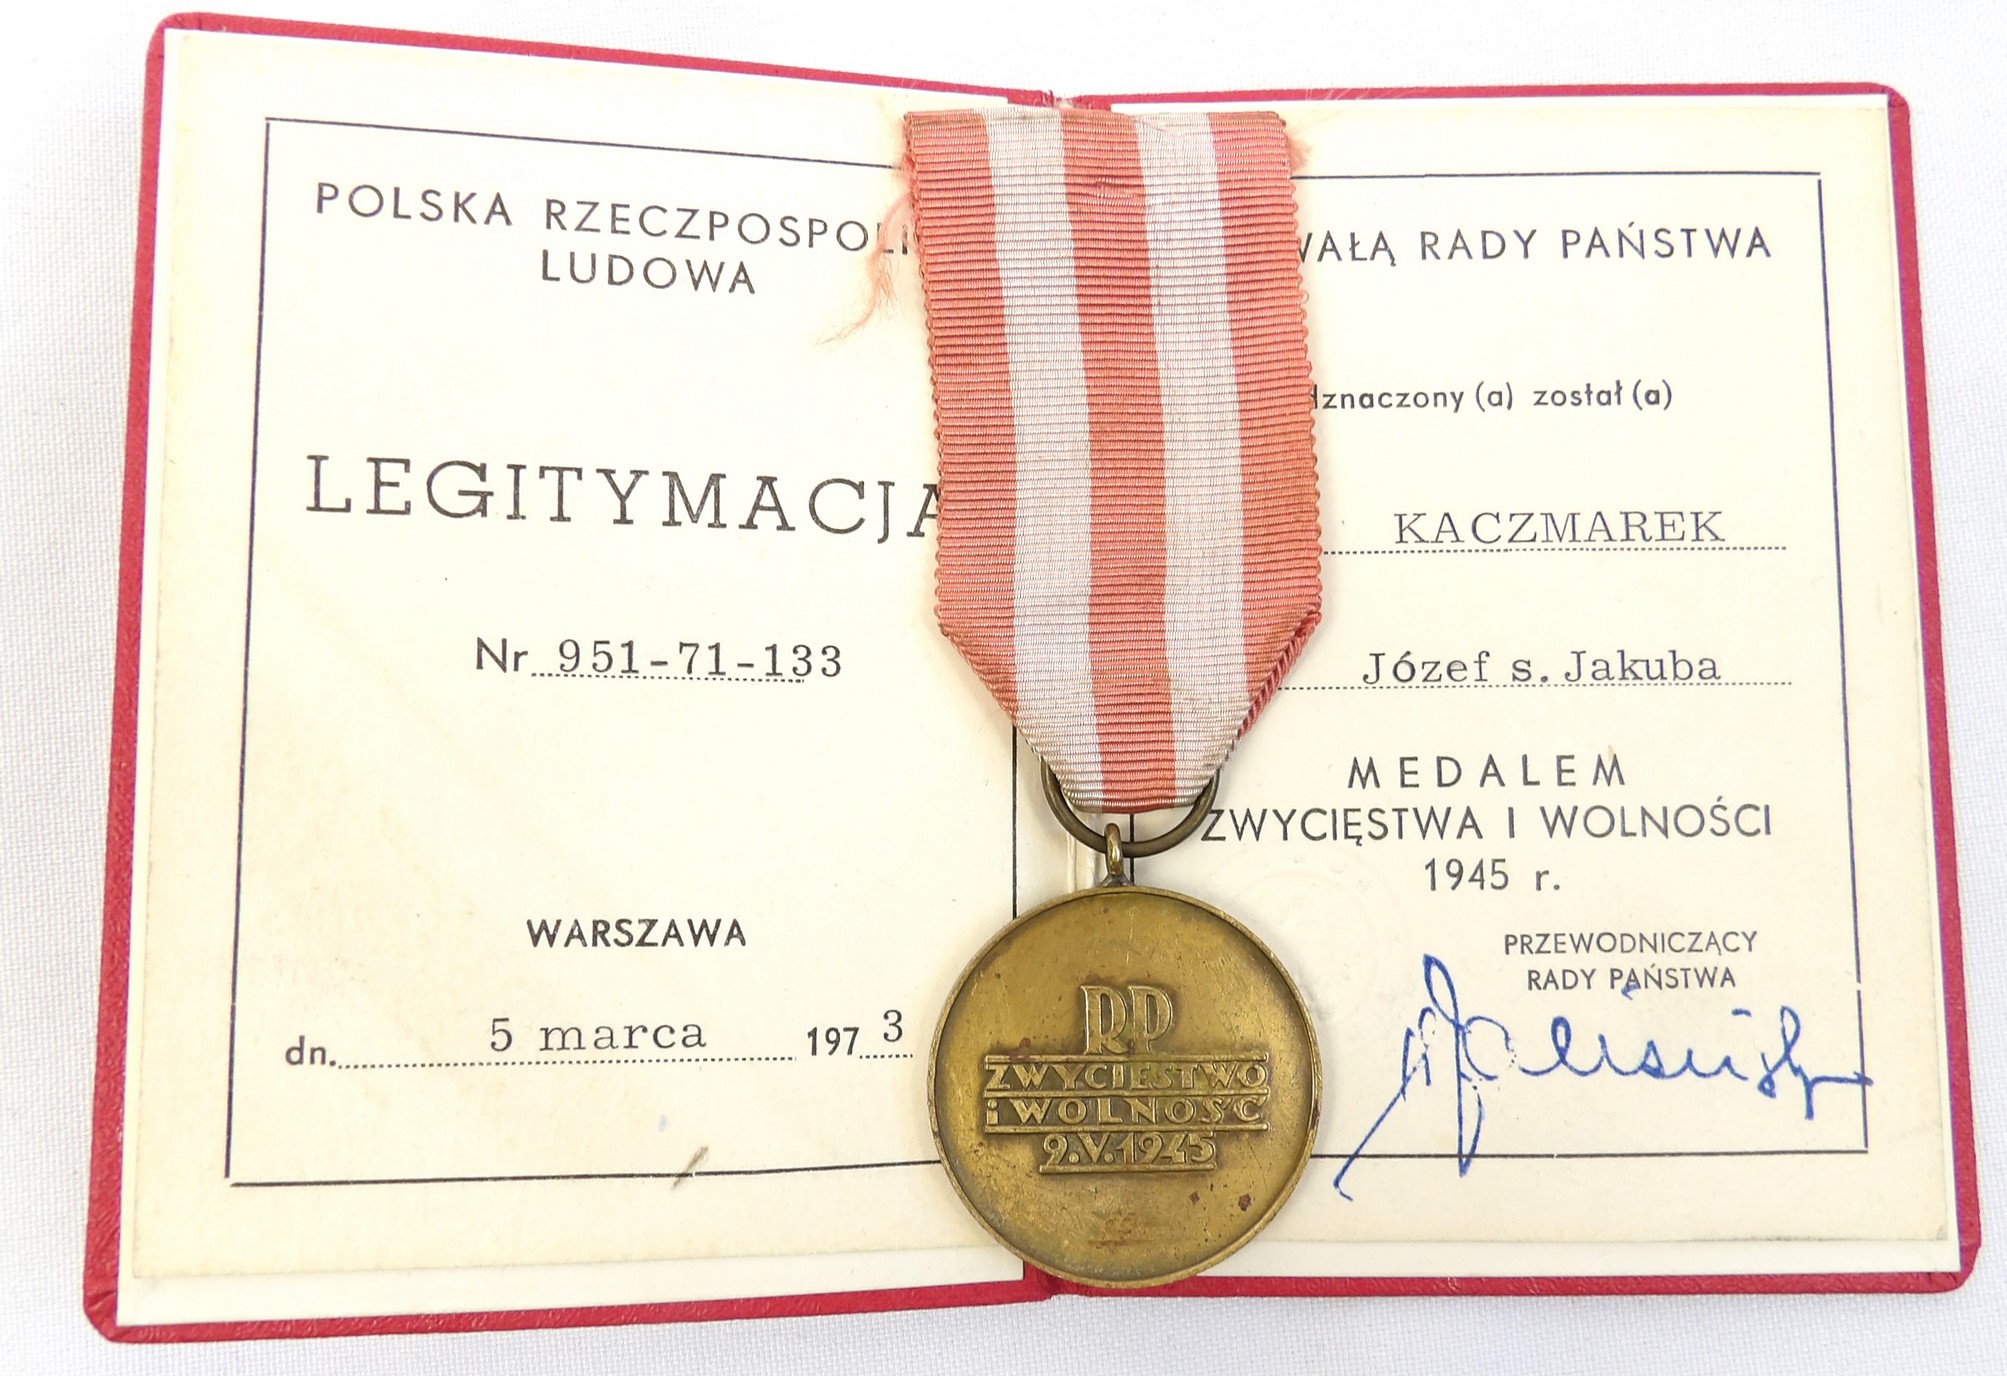 POLSKA RZECZPOSPOLI
LUDOWA
LEGITYMACJA
Nr 951-71-133
WARSZAWA
dn. 5 marca 1973
WAŁĄ RADY PAŃSTWA
dznaczony (a) został (a)
KACZMAREK
Józef s. Jakuba
MEDALEM
ZWYCIĘSTWA I WOLNOŚCI
1945 r.
PRZEWODNICZĄCY
RADY PAŃSTWA
RP
ZWYCIĘSTWO
i WOLNOŚĆ
9.V.1945